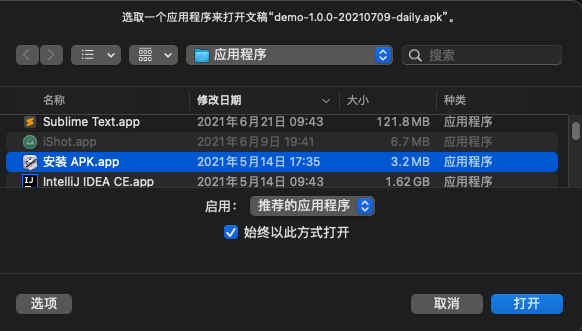 选取一个应用程序来打开文稿“demo-1.0.0-20210709-daily.apk”。
应用程序 搜索
名称 修改日期 大小 种类
Sublime Text.app 2021年6月21日 09:43 121.8 MB 应用程序
iShot.app 2021年6月9日 19:41 6.7 MB 应用程序
安装 APK.app 2021年5月14日 17:35 3.2 MB 应用程序
IJ IntelliJ IDEA CE.app 2021年5月14日 09:43 1.62 GB 应用程序
启用： 推荐的应用程序
始终以此方式打开
选项 取消 打开